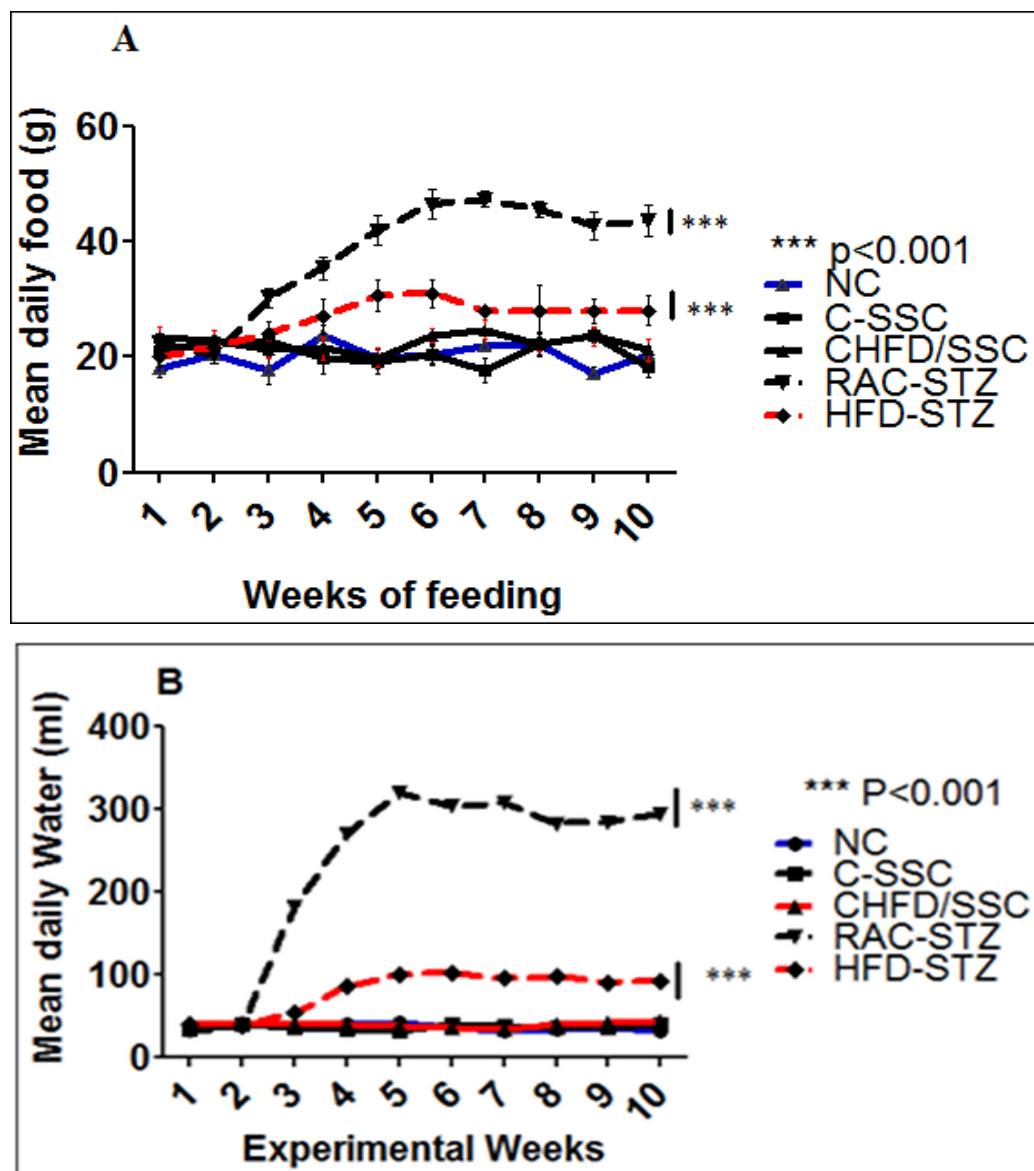 A
Mean daily food (g)
60
40
20
0
1 2 3 4 5 6 7 8 9 10
Weeks of feeding
***
***
*** p<0.001
NC
C-SSC
CHFD/SSC
RAC-STZ
HFD-STZ
B
Mean daily Water (ml)
400
300
200
100
0
1 2 3 4 5 6 7 8 9 10
Experimental Weeks
***
***
*** P<0.001
NC
C-SSC
CHFD/SSC
RAC-STZ
HFD-STZ